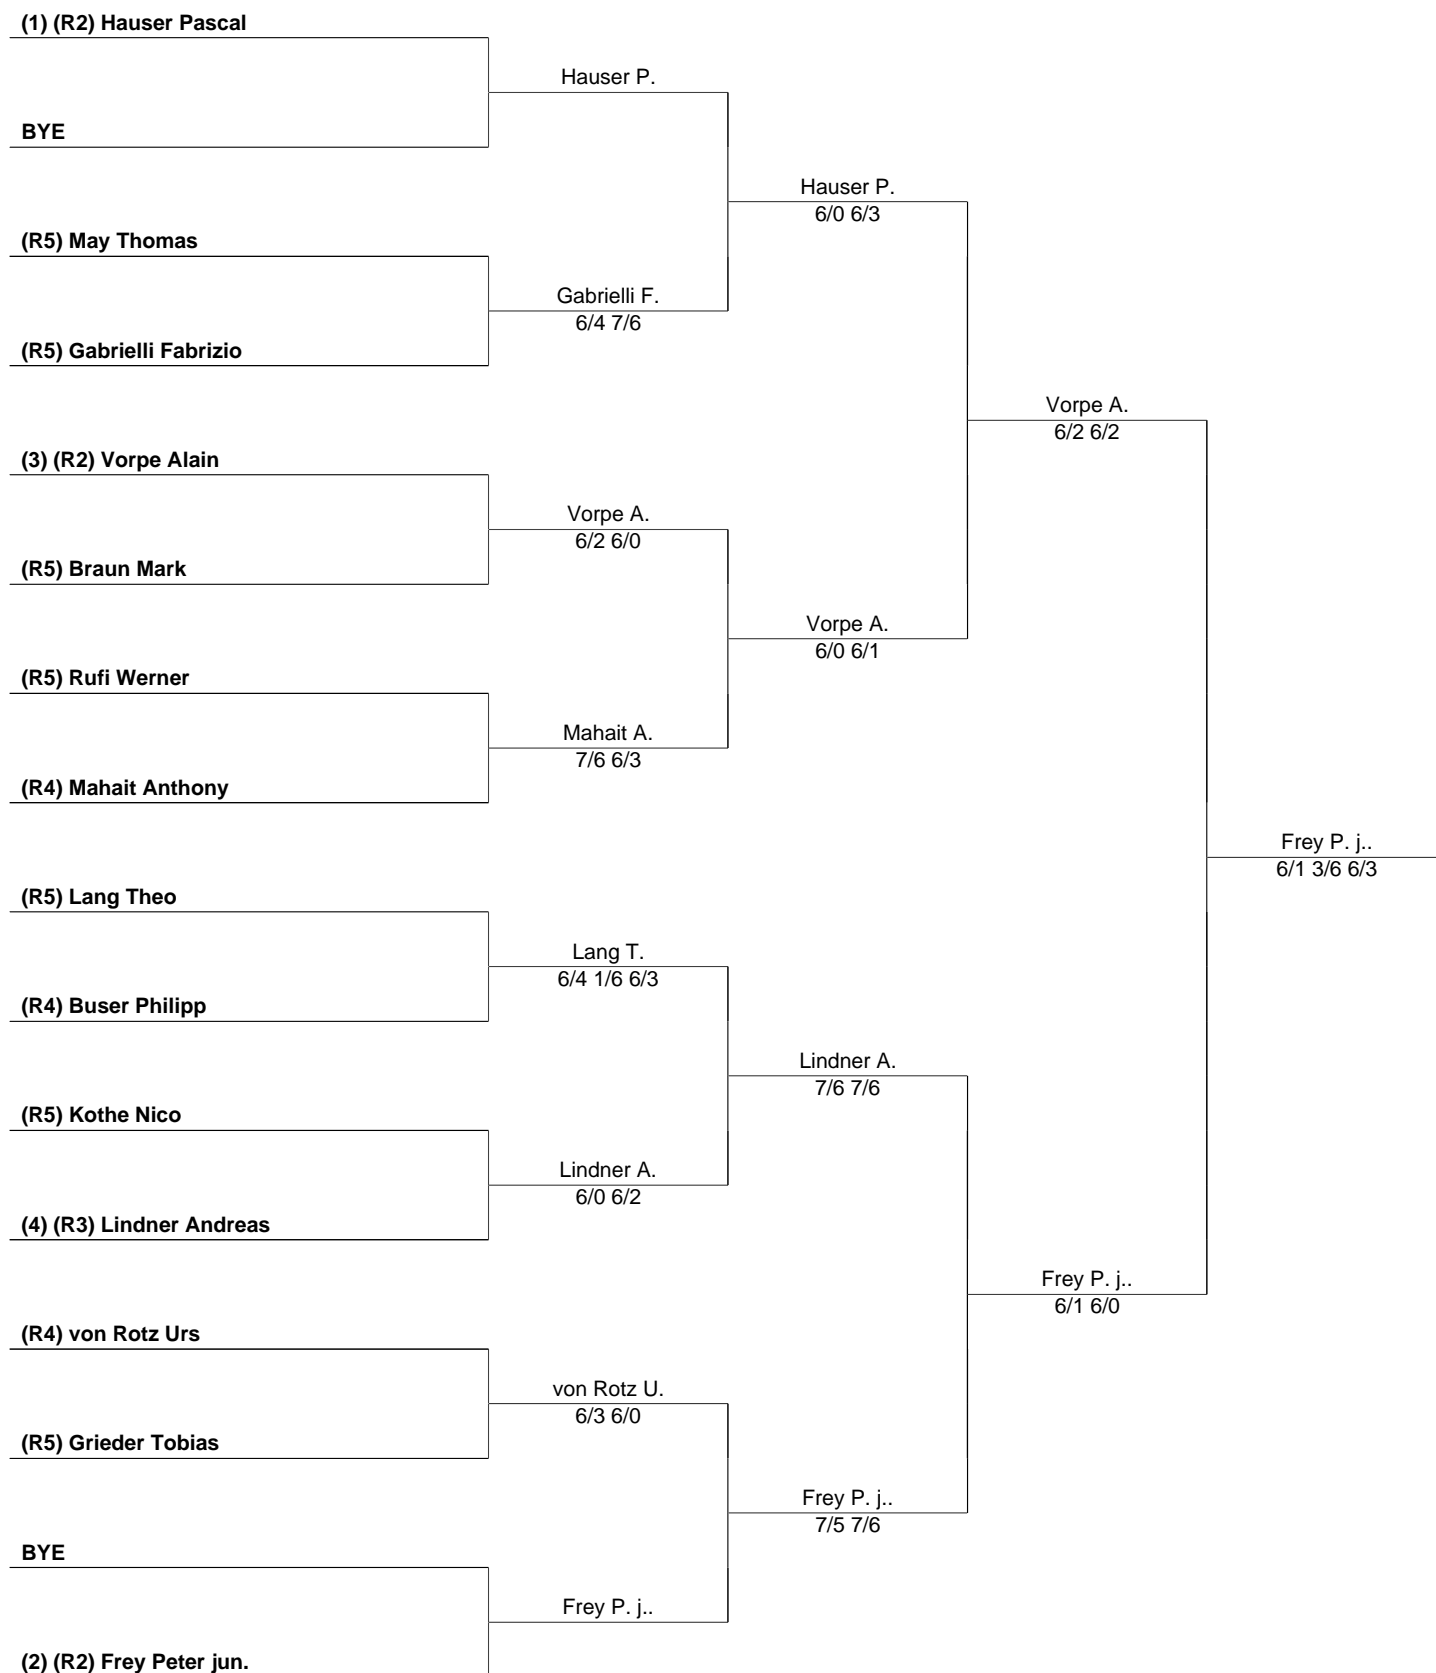 (1) (R2) Hauser Pascal
Hauser P.
BYE
Hauser P.
6/0 6/3
(R5) May Thomas
Gabrielli F.
6/4 7/6
(R5) Gabrielli Fabrizio
Vorpe A.
6/2 6/2
(3) (R2) Vorpe Alain
Vorpe A.
6/2 6/0
(R5) Braun Mark
Vorpe A.
6/0 6/1
(R5) Rufi Werner
Mahait A.
7/6 6/3
(R4) Mahait Anthony
Frey P. j..
6/1 3/6 6/3
(R5) Lang Theo
Lang T.
6/4 1/6 6/3
(R4) Buser Philipp
Lindner A.
7/6 7/6
(R5) Kothe Nico
Lindner A.
6/0 6/2
(4) (R3) Lindner Andreas
Frey P. j..
6/1 6/0
(R4) von Rotz Urs
von Rotz U.
6/3 6/0
(R5) Grieder Tobias
Frey P. j..
7/5 7/6
BYE
Frey P. j..
(2) (R2) Frey Peter jun.